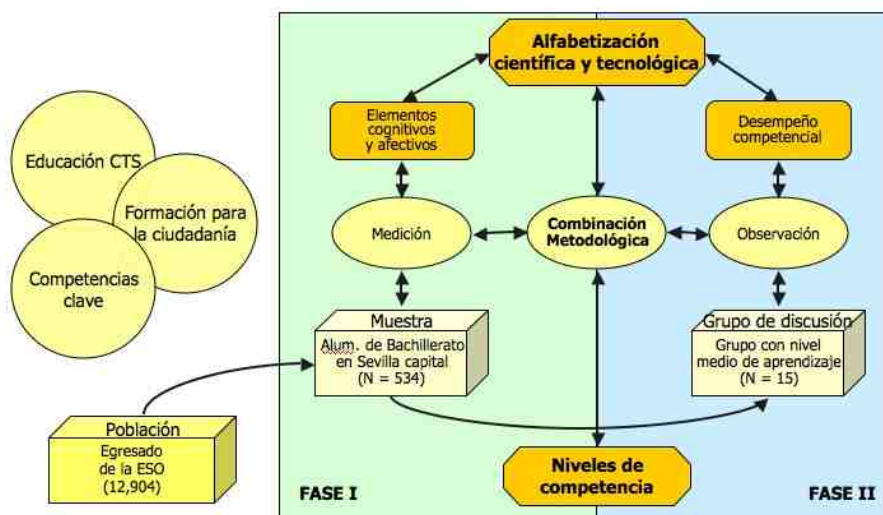 Alfabetización
científica y tecnológica
Elementos
cognitivos
y afectivos
Desempeño
competencial
Educación CTS
Formación para
la ciudadanía
Competencias
clave
Medición
Combinación
Metodológica
Observación
Muestra
Alum. de Bachillerato
en Sevilla capital
(N = 534)
Grupo de discusión
Grupo con nivel
medio de aprendizaje
(N = 15)
Población
Egresado
de la ESO
(12,904)
Niveles de
competencia
FASE I
FASE II